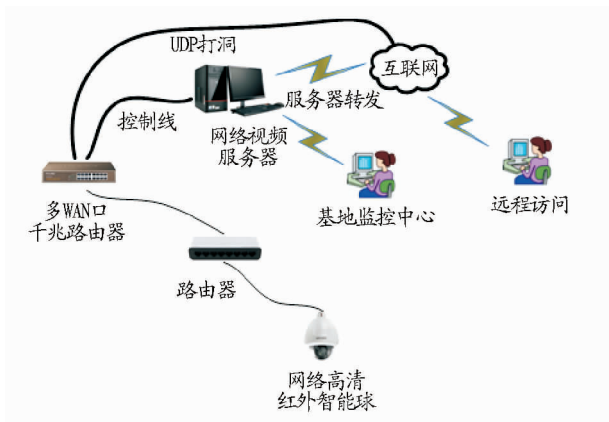 UDP打洞
互联网
服务器转发
控制线
网络视频
服务器
基地监控中心
远程访问
多WAN口
千兆路由器
路由器
网络高清
红外智能球